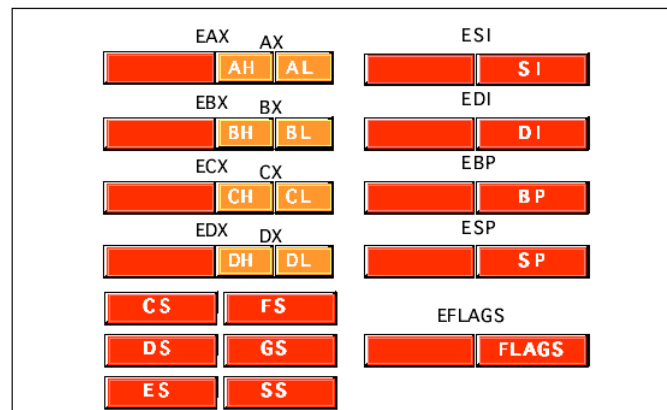 EAX AX ESI
AH AL SI
EBX BX EDI
BH BL DI
ECX CX EBP
CH CL BP
EDX DX ESP
DH DL SP
CS FS EFLAGS
DS GS FLAGS
ES SS